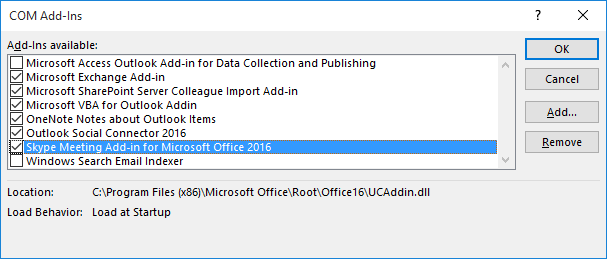 COM Add-Ins ? ×
Add-Ins available:
Microsoft Access Outlook Add-in for Data Collection and Publishing
Microsoft Exchange Add-in
Microsoft SharePoint Server Colleague Import Add-in
Microsoft VBA for Outlook Addin
OneNote Notes about Outlook Items
Outlook Social Connector 2016
Skype Meeting Add-in for Microsoft Office 2016
Windows Search Email Indexer
OK
Cancel
Add...
Remove
Location: C:\Program Files (x86)\Microsoft Office\Root\Office16\UCAddin.dll
Load Behavior: Load at Startup